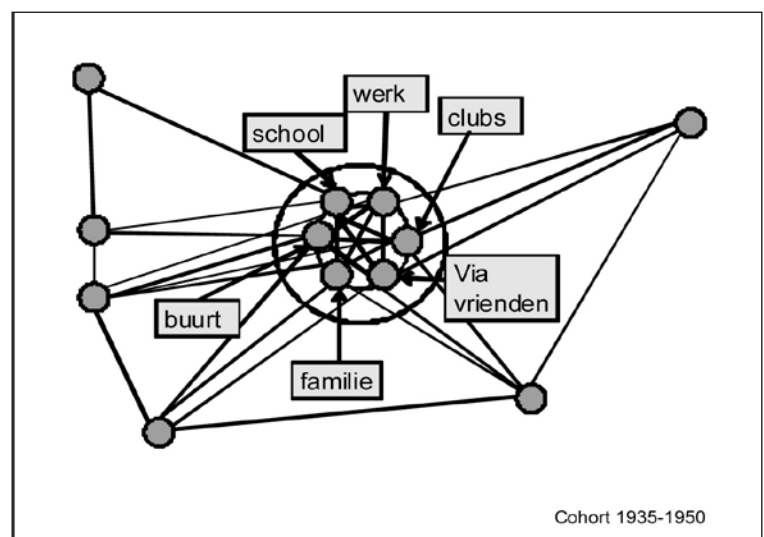 werk
school
clubs
Via
vrienden
buurt
familie
Cohort 1935-1950